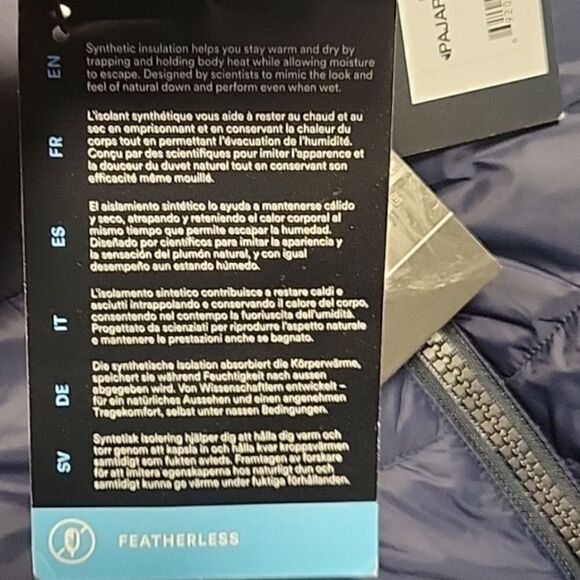 EN
Synthetic insulation helps you stay warm and dry by
trapping and holding body heat while allowing moisture
to escape. Designed by scientists to mimic the look and
feel of natural down and perform even when wet.
FR
L'isolant synthétique vous aide à rester au chaud et au
sec en emprisonnant et en conservant la chaleur du
corps tout en permettant l'évacuation de l'humidité.
Conçu par des scientifiques pour imiter l'apparence et
la douceur du duvet naturel tout en conservant son
efficacité même mouillé.
ES
El aislamiento sintético lo ayuda a mantenerse cálido
y seco, atrapando y reteniendo el calor corporal al
mismo tiempo que permite escapar la humedad.
Diseñado por científicos para imitar la apariencia y
la sensación del plumón natural, y con igual
desempeño aun estando húmedo.
IT
L'isolamento sintetico contribuisce a restare caldi e
asciutti intrappolando e conservando il calore del corpo,
consentendo nel contempo la fuoriuscita dell'umidità.
Progettato da scienziati per riprodurre l'aspetto naturale
e mantenere le prestazioni anche se bagnato.
DE
Die synthetische Isolation absorbiert die Körperwärme,
speichert sie während Feuchtigkeit nach aussen
abgegeben wird. Von Wissenschaftlern entwickelt –
für ein natürliches Aussehen und einen angenehmen
Tragekomfort, selbst unter nassen Bedingungen.
SV
Syntetisk isolering hjälper dig att hålla dig varm och
torr genom att kapsla in och hålla kvar kroppsvärmen
samtidigt som fukten avleds. Framtagen av forskare
för att imitera egenskaperna hos naturligt dun och
samtidigt kunna ge värme under fuktiga förhållanden.
FEATHERLESS
PAJAR